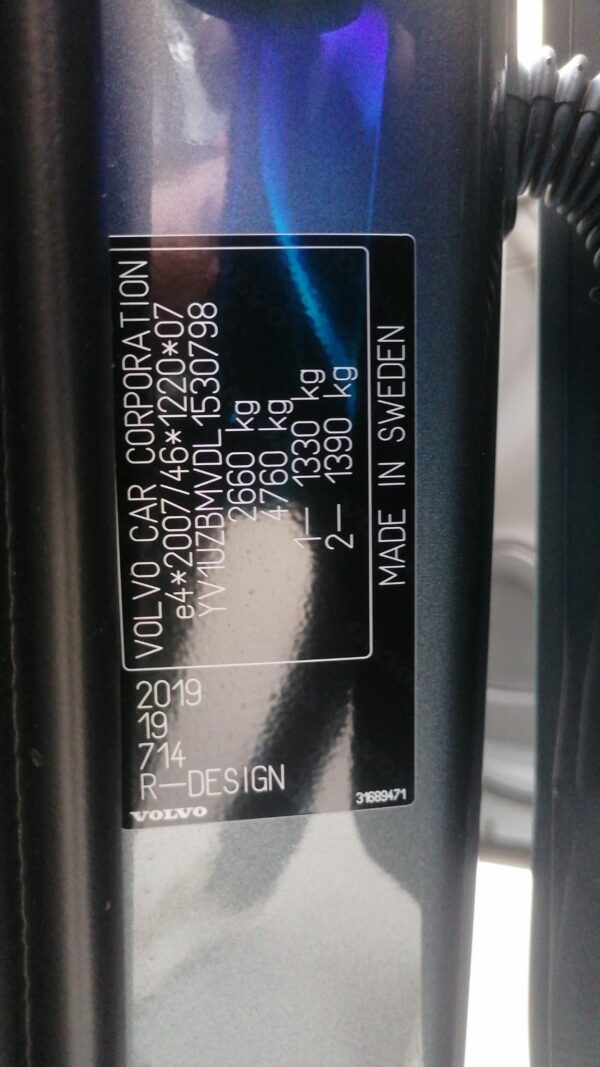 VOLVO CAR CORPORATION
e4*2007/46*1220*07
YV1UZBMVDL1530798
2660 kg
4760 kg
1— 1330 kg
2— 1390 kg
MADE IN SWEDEN
2019
19
714
R—DESIGN
VOLVO
31689471